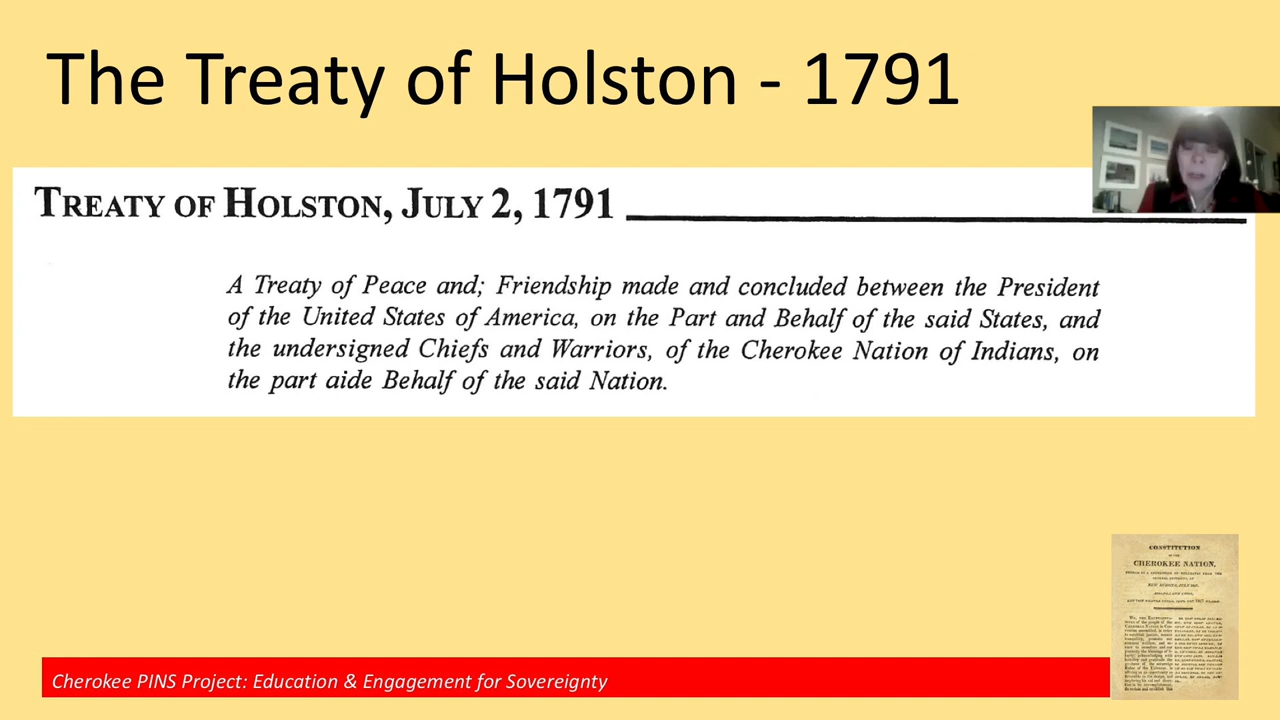 The Treaty of Holston - 1791
TREATY OF HOLSTON, JULY 2, 1791
A Treaty of Peace and; Friendship made and concluded between the President
of the United States of America, on the Part and Behalf of the said States, and
the undersigned Chiefs and Warriors, of the Cherokee Nation of Indians, on
the part aide Behalf of the said Nation.
CONSTITUTION
CHEROKEE NATION,
Cherokee PINS Project: Education & Engagement for Sovereignty